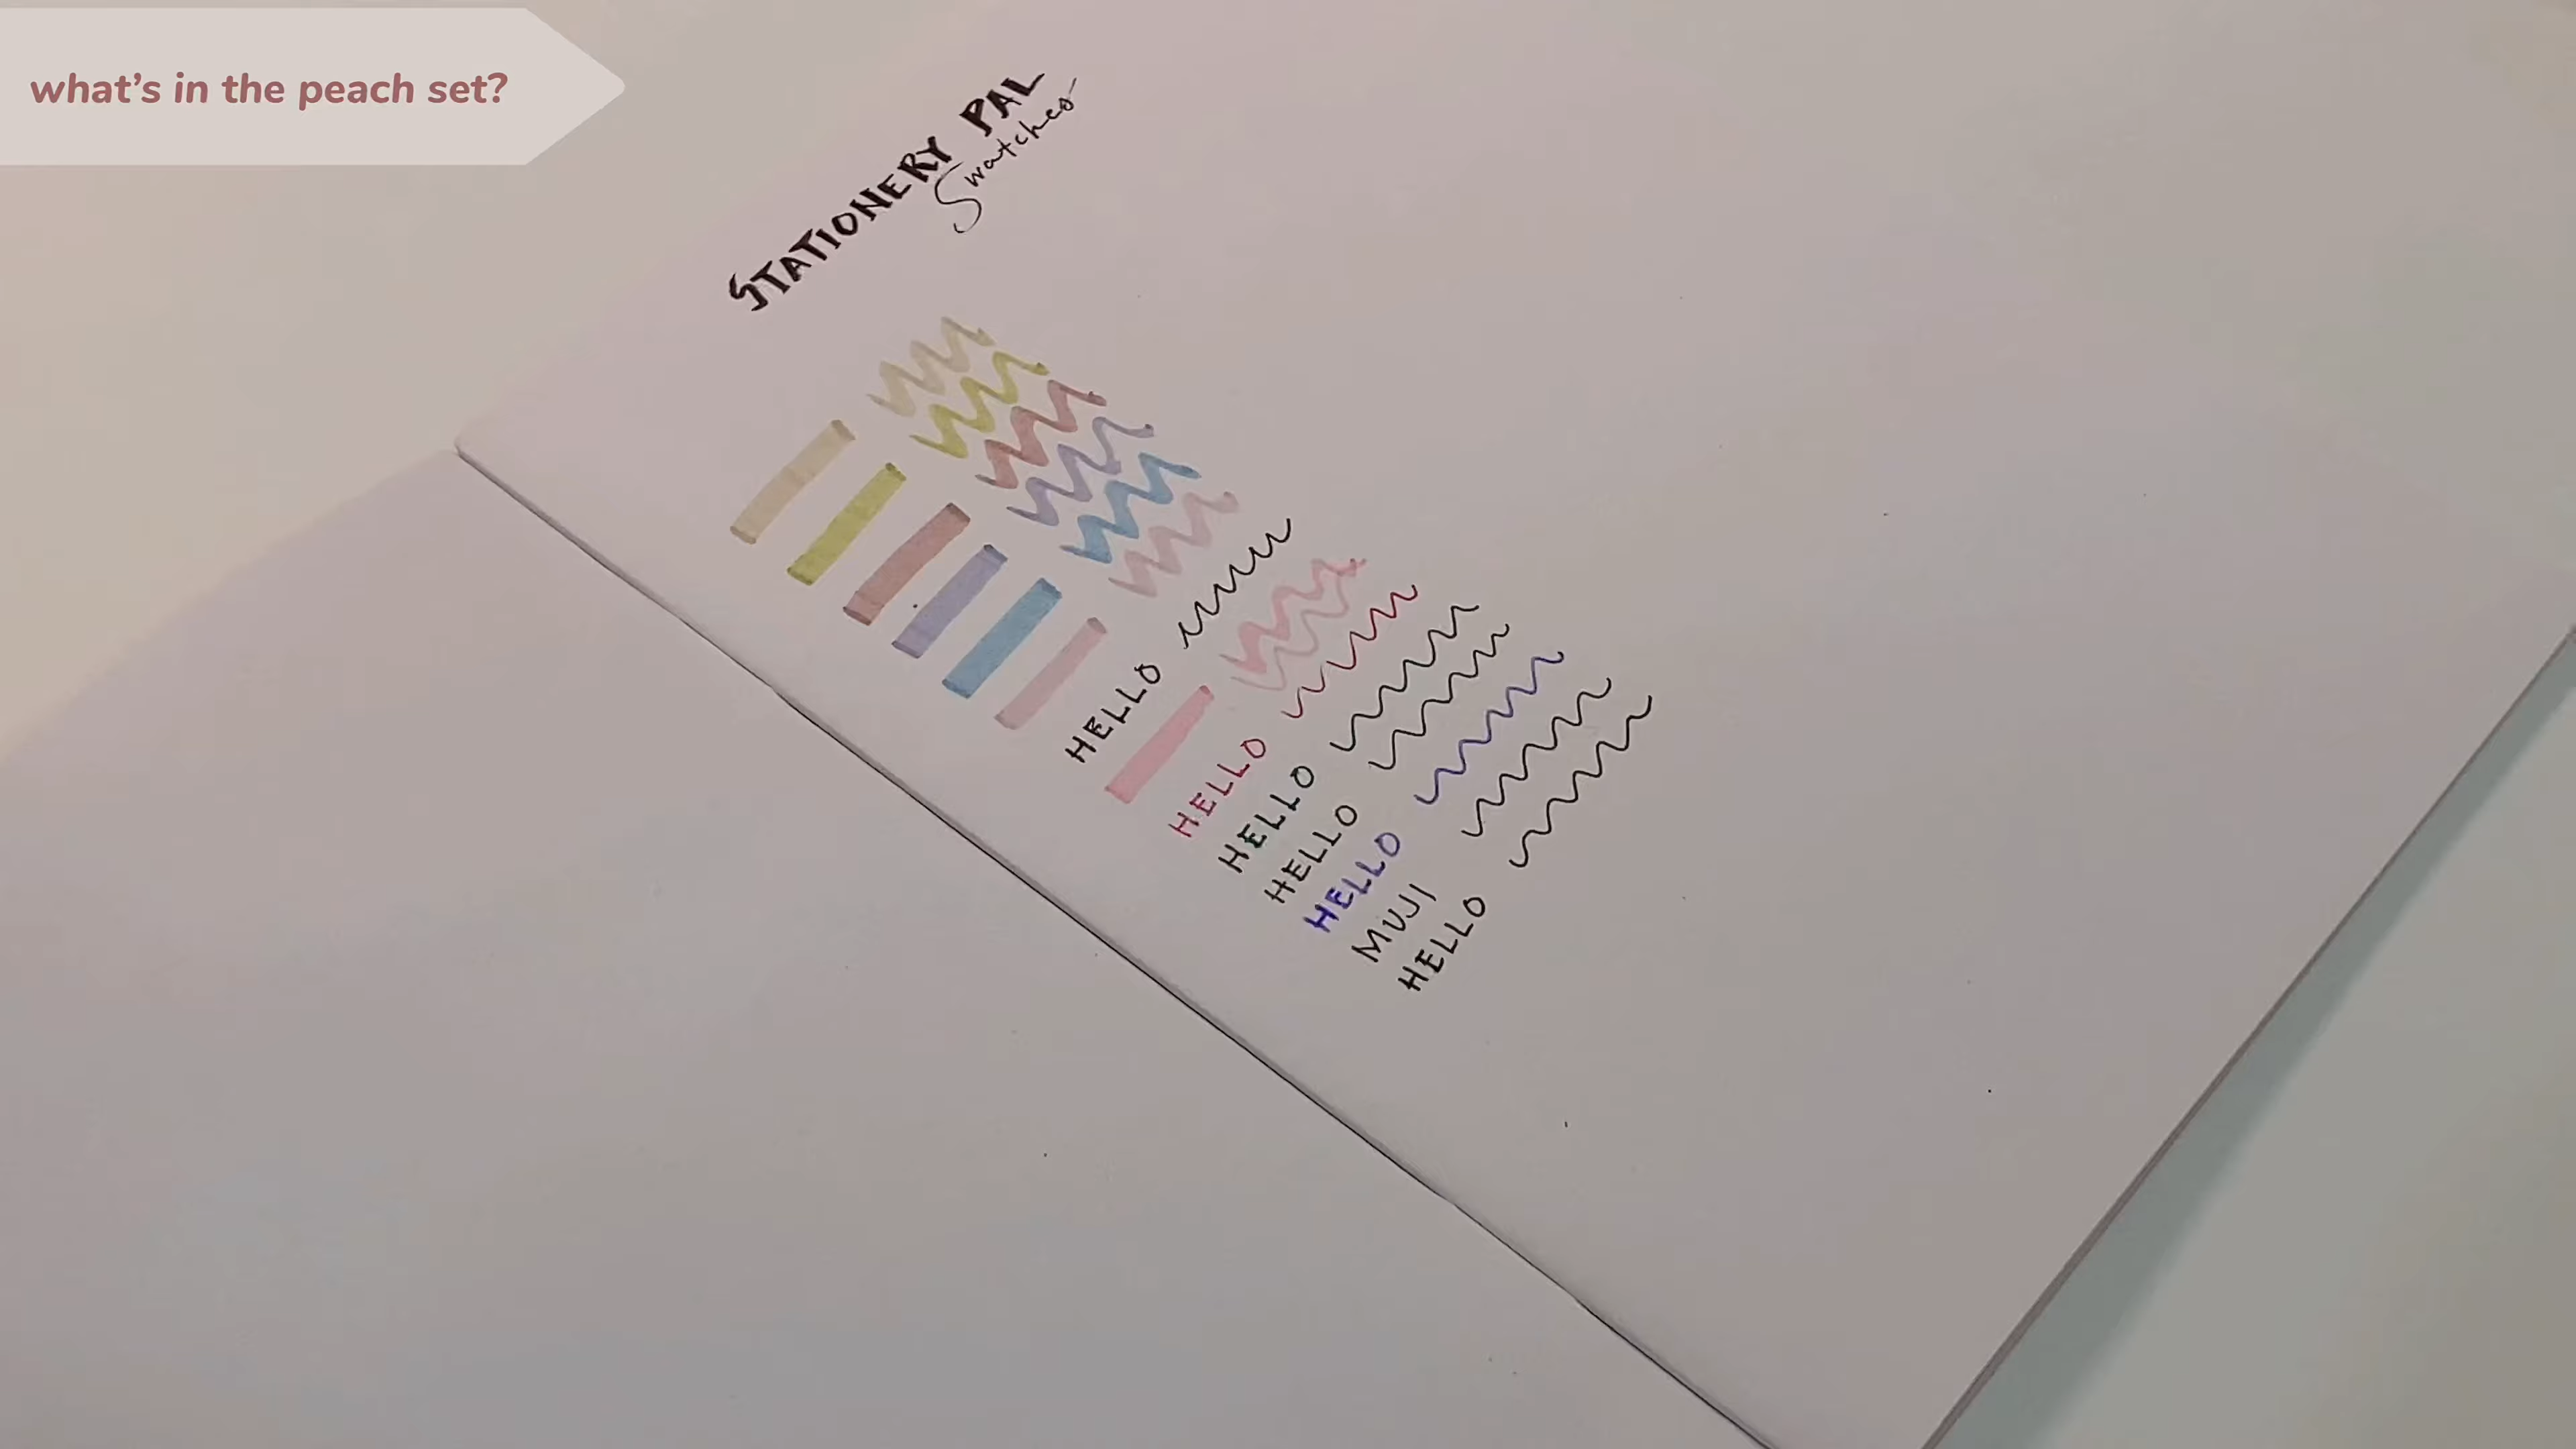 what's in the peach set?
STATIONERY PAL
Swatches
HELLO
HELLO
HELLO
HELLO
HELLO
MUJI
HELLO